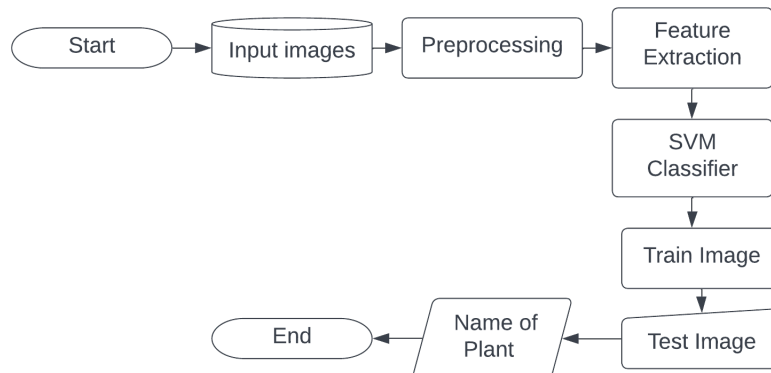 Start
Input images
Preprocessing
Feature
Extraction
SVM
Classifier
Train Image
Test Image
Name of
Plant
End